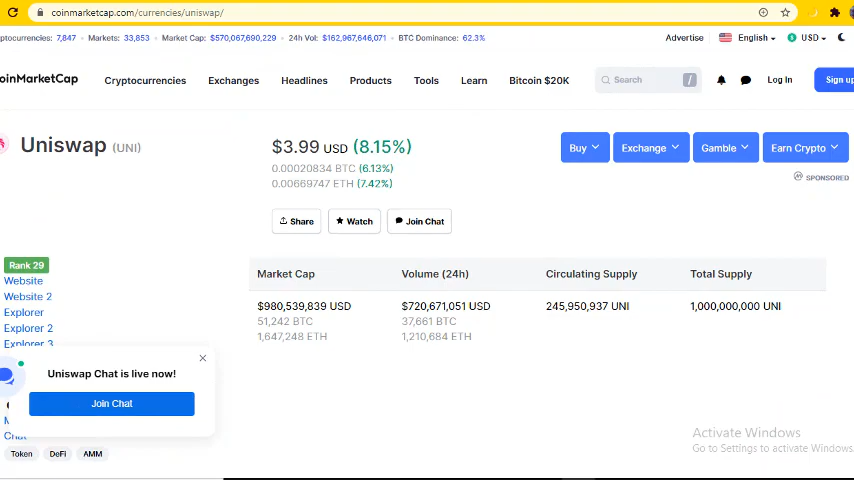 coinmarketcap.com/currencies/uniswap/
ptocurrencies: 7,847 Markets: 33,853 Market Cap: $570,067,690,229 24h Vol: $162,967,646,071 BTC Dominance: 62.3% Advertise English USD
oinMarketCap Cryptocurrencies Exchanges Headlines Products Tools Learn Bitcoin $20K Search / Log In Sign up
Uniswap (UNI) $3.99 USD (8.15%) Buy Exchange Gamble Earn Crypto
0.00020834 BTC (6.13%)
0.00669747 ETH (7.42%)
SPONSORED
Share Watch Join Chat
Rank 29
Website
Website 2
Explorer
Explorer 2
Explorer 3
Market Cap Volume (24h) Circulating Supply Total Supply
$980,539,839 USD $720,671,051 USD 245,950,937 UNI 1,000,000,000 UNI
51,242 BTC 37,661 BTC
1,647,248 ETH 1,210,684 ETH
Uniswap Chat is live now!
Join Chat
Chat
Token DeFi AMM
Activate Windows
Go to Settings to activate Windows.